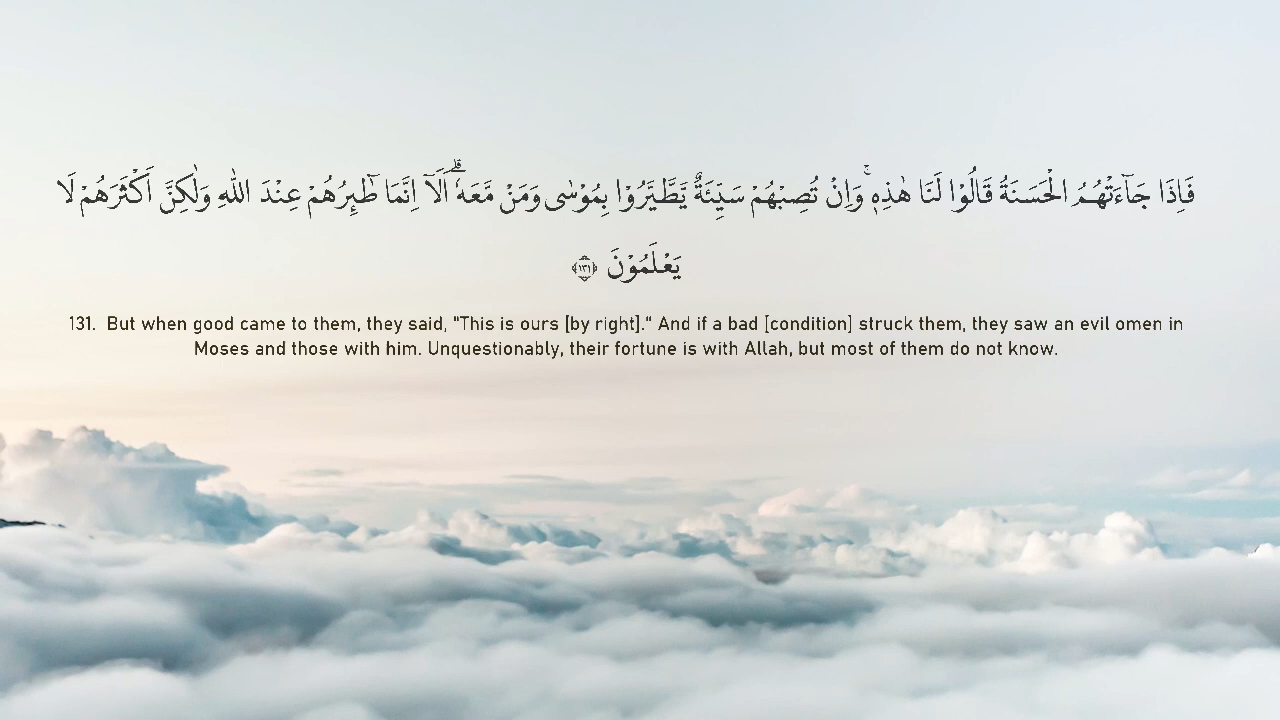 فَاِذَا جَاۤءَتْهُمُ الْحَسَنَةُ قَالُوْا لَنَا هٰذِهٖ ۚوَاِنْ تُصِبْهُمْ سَيِّئَةٌ يَّطَّيَّرُوْا بِمُوْسٰى وَمَنْ مَّعَهٗۗ اَلَآ اِنَّمَا طٰۤىِٕرُهُمْ عِنْدَ اللّٰهِ وَلٰكِنَّ اَكْثَرَهُمْ لَا
يَعْلَمُوْنَ ﴿١٣١﴾
131. But when good came to them, they said, "This is ours [by right]." And if a bad [condition] struck them, they saw an evil omen in
Moses and those with him. Unquestionably, their fortune is with Allah, but most of them do not know.